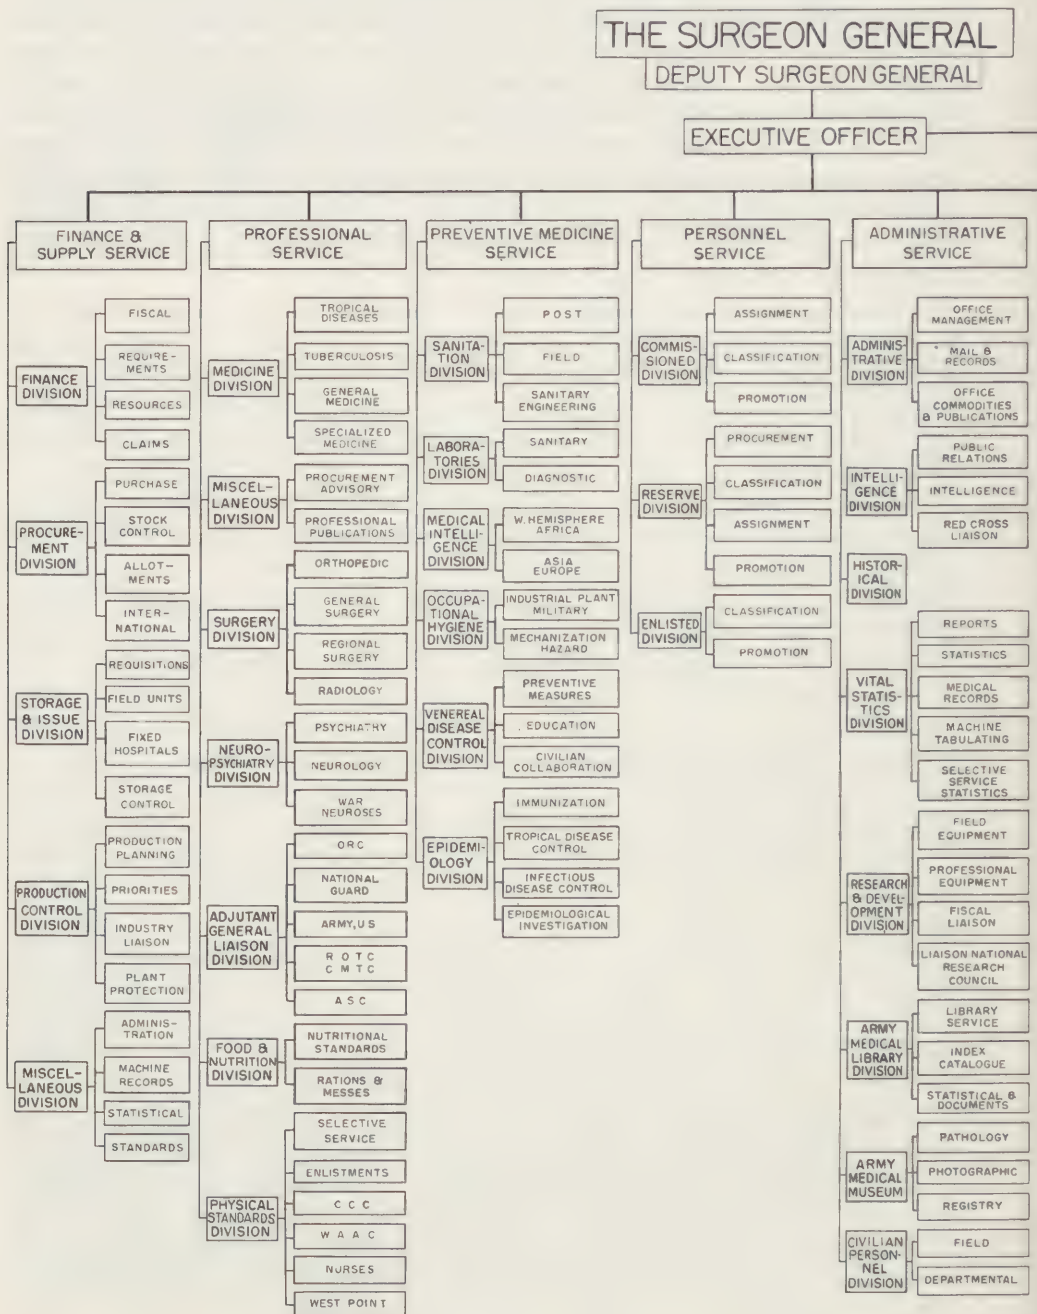 THE SURGEON GENERAL
DEPUTY SURGEON GENERAL
EXECUTIVE OFFICER
FINANCE &
SUPPLY SERVICE
FINANCE
DIVISION
FISCAL
REQUIRE-
MENTS
RESOURCES
CLAIMS
PROCURE-
MENT
DIVISION
PURCHASE
STOCK
CONTROL
ALLOT-
MENTS
INTER-
NATIONAL
STORAGE
& ISSUE
DIVISION
REQUISITIONS
FIELD UNITS
FIXED
HOSPITALS
STORAGE
CONTROL
PRODUCTION
CONTROL
DIVISION
PRODUCTION
PLANNING
PRIORITIES
INDUSTRY
LIAISON
PLANT
PROTECTION
MISCEL-
LANEOUS
DIVISION
ADMINIS-
TRATION
MACHINE
RECORDS
STATISTICAL
STANDARDS
PROFESSIONAL
SERVICE
MEDICINE
DIVISION
TROPICAL
DISEASES
TUBERCULOSIS
GENERAL
MEDICINE
SPECIALIZED
MEDICINE
MISCEL-
LANEOUS
DIVISION
PROCUREMENT
ADVISORY
PROFESSIONAL
PUBLICATIONS
SURGERY
DIVISION
ORTHOPEDIC
GENERAL
SURGERY
REGIONAL
SURGERY
RADIOLOGY
NEURO-
PSYCHIATRY
DIVISION
PSYCHIATRY
NEUROLOGY
WAR
NEUROSES
ADJUTANT
GENERAL
LIAISON
DIVISION
ORC
NATIONAL
GUARD
ARMY, US
R O T C
C M T C
A S C
FOOD &
NUTRITION
DIVISION
NUTRITIONAL
STANDARDS
RATIONS &
MESSES
PHYSICAL
STANDARDS
DIVISION
SELECTIVE
SERVICE
ENLISTMENTS
C C C
W A A C
NURSES
WEST POINT
PREVENTIVE MEDICINE
SERVICE
SANITA-
TION
DIVISION
POST
FIELD
SANITARY
ENGINEERING
LABORA-
TORIES
DIVISION
SANITARY
DIAGNOSTIC
MEDICAL
INTELLI-
GENCE
DIVISION
W. HEMISPHERE
AFRICA
ASIA
EUROPE
OCCUPA-
TIONAL
HYGIENE
DIVISION
INDUSTRIAL PLANT
MILITARY
MECHANIZATION
HAZARD
VENEREAL
DISEASE
CONTROL
DIVISION
PREVENTIVE
MEASURES
EDUCATION
CIVILIAN
COLLABORATION
EPIDEMI-
OLOGY
DIVISION
IMMUNIZATION
TROPICAL DISEASE
CONTROL
INFECTIOUS
DISEASE CONTROL
EPIDEMIOLOGICAL
INVESTIGATION
PERSONNEL
SERVICE
COMMIS-
SIONED
DIVISION
ASSIGNMENT
CLASSIFICATION
PROMOTION
RESERVE
DIVISION
PROCUREMENT
CLASSIFICATION
ASSIGNMENT
PROMOTION
ENLISTED
DIVISION
CLASSIFICATION
PROMOTION
ADMINISTRATIVE
SERVICE
ADMINIS-
TRATIVE
DIVISION
OFFICE
MANAGEMENT
MAIL &
RECORDS
OFFICE
COMMODITIES
& PUBLICATIONS
INTELLI-
GENCE
DIVISION
PUBLIC
RELATIONS
INTELLIGENCE
RED CROSS
LIAISON
HISTOR-
ICAL
DIVISION
VITAL
STATIS-
TICS
DIVISION
REPORTS
STATISTICS
MEDICAL
RECORDS
MACHINE
TABULATING
SELECTIVE
SERVICE
STATISTICS
RESEARCH
& DEVEL-
OPMENT
DIVISION
FIELD
EQUIPMENT
PROFESSIONAL
EQUIPMENT
FISCAL
LIAISON
LIAISON NATIONAL
RESEARCH
COUNCIL
ARMY
MEDICAL
LIBRARY
DIVISION
LIBRARY
SERVICE
INDEX
CATALOGUE
STATISTICAL &
DOCUMENTS
ARMY
MEDICAL
MUSEUM
PATHOLOGY
PHOTOGRAPHIC
REGISTRY
CIVILIAN
PERSON-
NEL
DIVISION
FIELD
DEPARTMENTAL